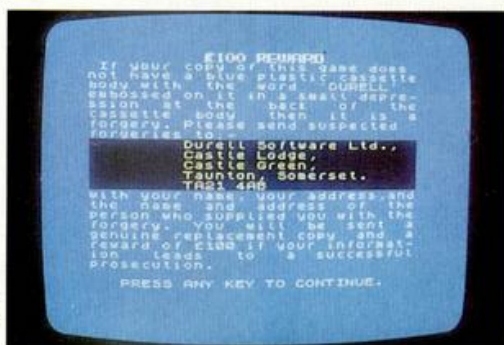 £100 REWARD
If your copy of this game does
not have a blue plastic cassette
body with the word DURELL
embossed on it in a small depre-
ssion at the back of the
cassette body then it is a
forgery. Please send suspected
forgeries to-
Durell Software Ltd.,
Castle Lodge,
Castle Green,
Taunton, Somerset.
TA21 4AB
with your name, your address,and
the name and address of the
person who supplied you with the
forgery. You will be sent a
genuine replacement copy and a
reward of £100 if your informat-
ion leads to a successful
prosecution.
PRESS ANY KEY TO CONTINUE.